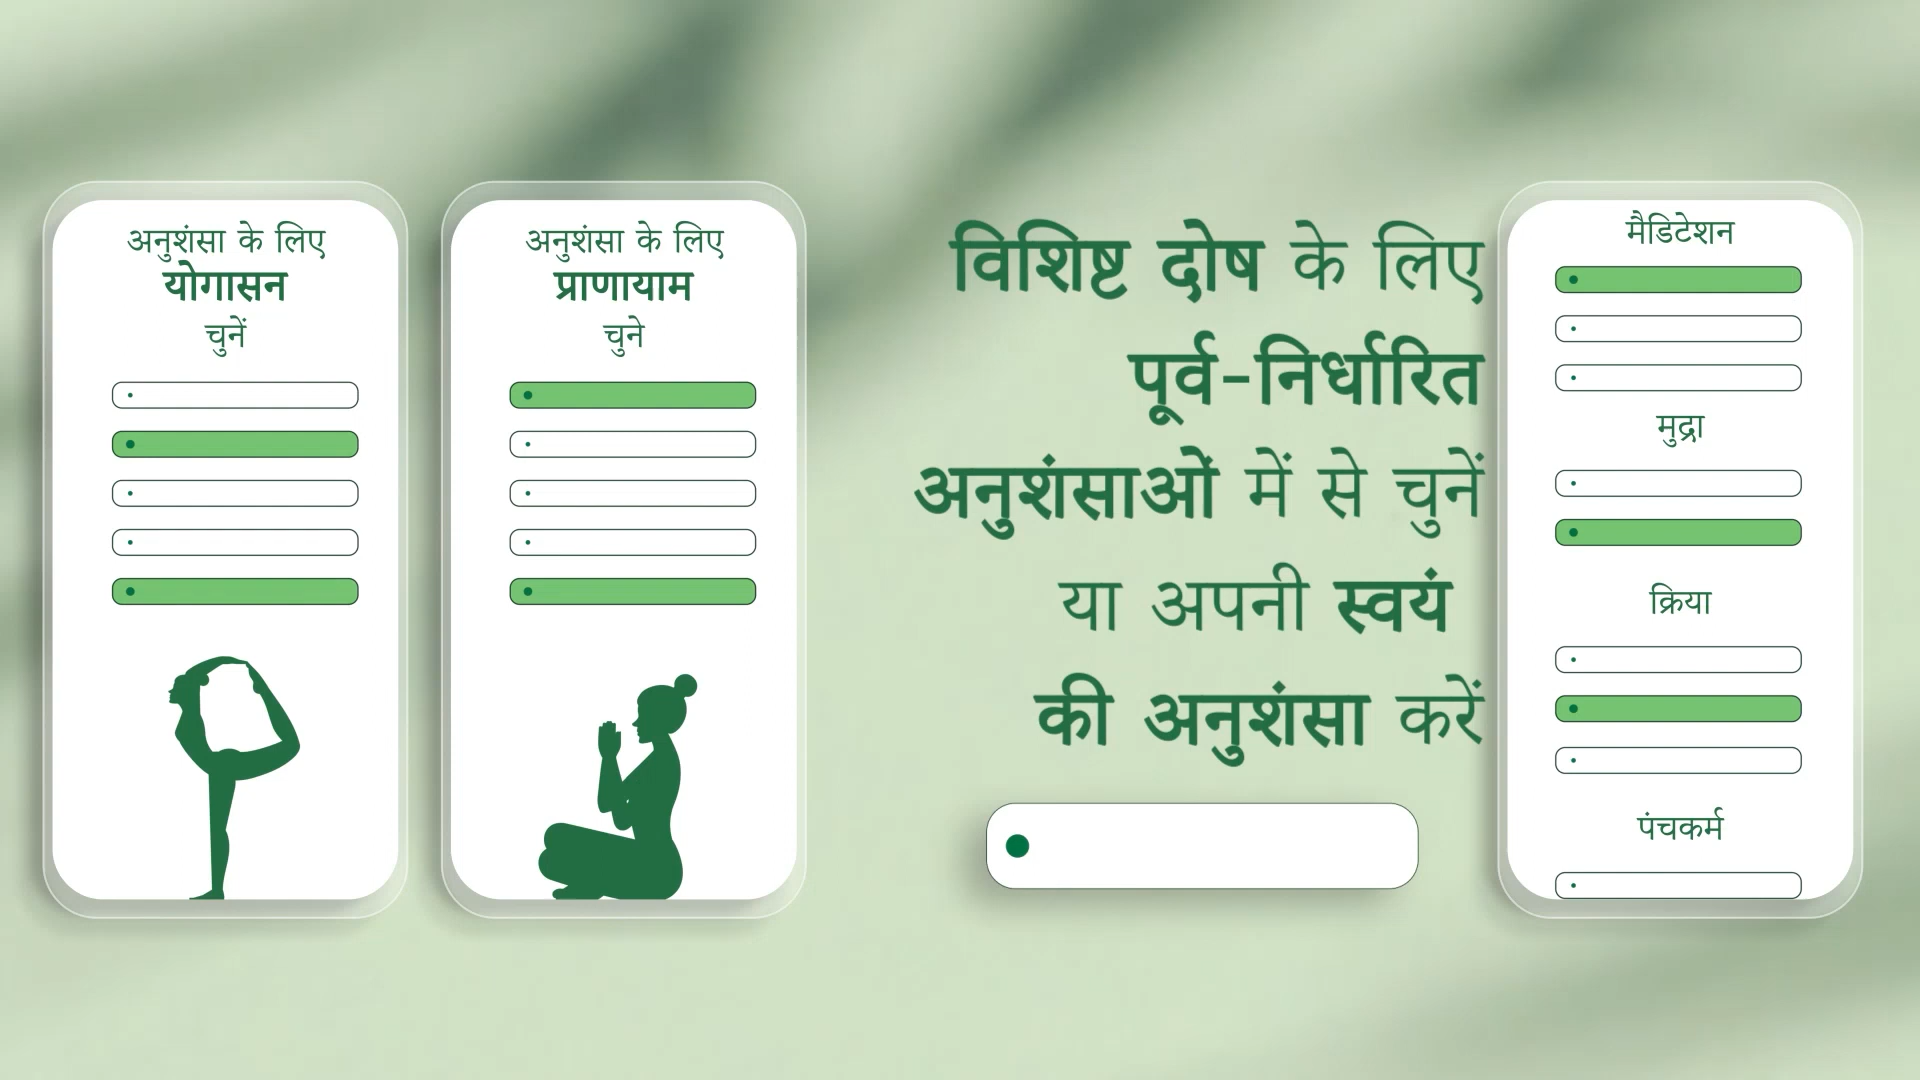 अनुशंसा के लिए
योगासन
चुनें
अनुशंसा के लिए
प्राणायाम
चुने
विशिष्ट दोष के लिए
पूर्व-निर्धारित
अनुशंसाओं में से चुनें
या अपनी स्वयं
की अनुशंसा करें
मैडिटेशन
मुद्रा
क्रिया
पंचकर्म